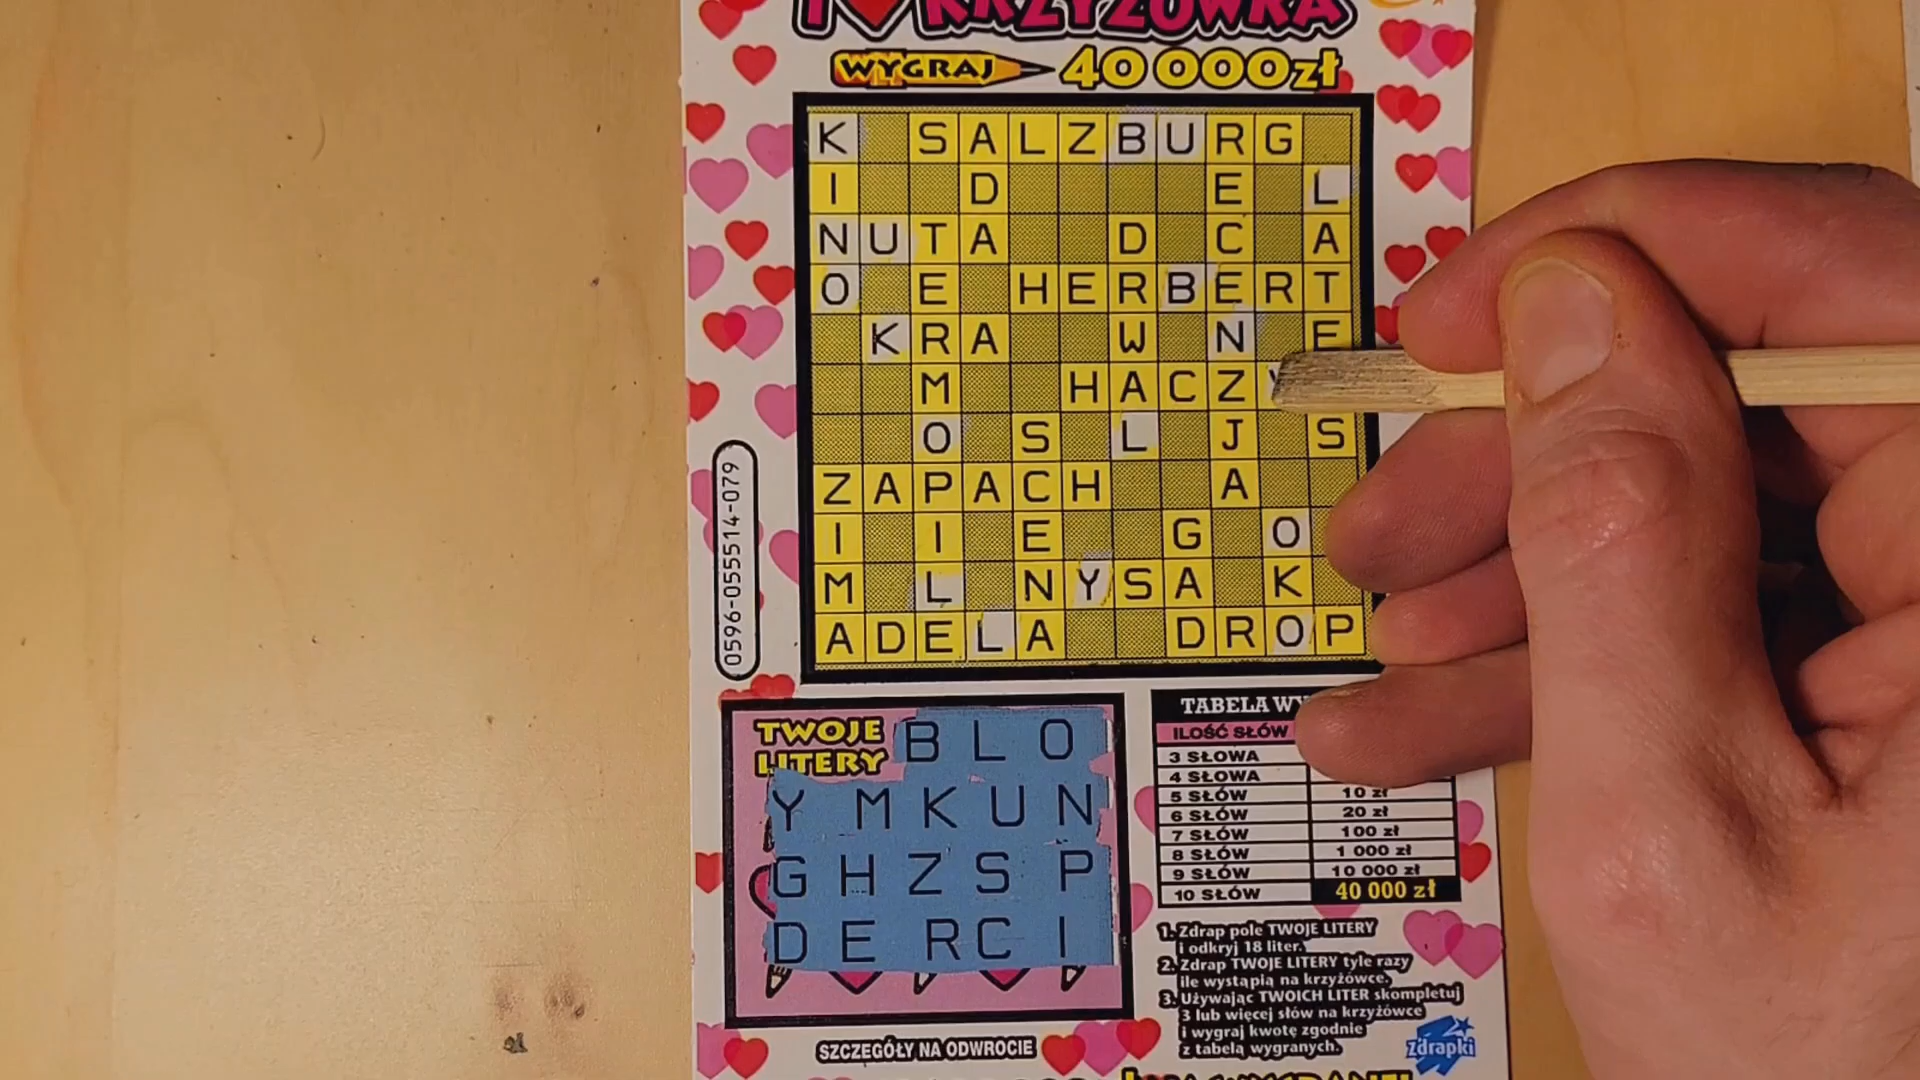 I ❤ KRZYŻÓWKA
WYGRAJ 40 000 zł
K SALZBURG
I D E L
NUTA D C A
O E HERBERT
KRA W N E
M HACZ
O S L J S
ZAPACH A
I I E G O
M L NYSA K
ADELA DROP
0596-055514-079
TWOJE
LITERY
B L O
Y M K U N
G H Z S P
D E R C I
SZCZEGÓŁY NA ODWROCIE
TABELA
ILOŚĆ SŁÓW
3 SŁOWA
4 SŁOWA
5 SŁÓW 10 zł
6 SŁÓW 20 zł
7 SŁÓW 100 zł
8 SŁÓW 1 000 zł
9 SŁÓW 10 000 zł
10 SŁÓW 40 000 zł
1. Zdrap pole TWOJE LITERY
i odkryj 18 liter.
2. Zdrap TWOJE LITERY tyle razy
ile wystąpią na krzyżówce.
3. Używając TWOICH LITER skompletuj
3 lub więcej słów na krzyżówce
i wygraj kwotę zgodnie
z tabelą wygranych.
Zdrapki